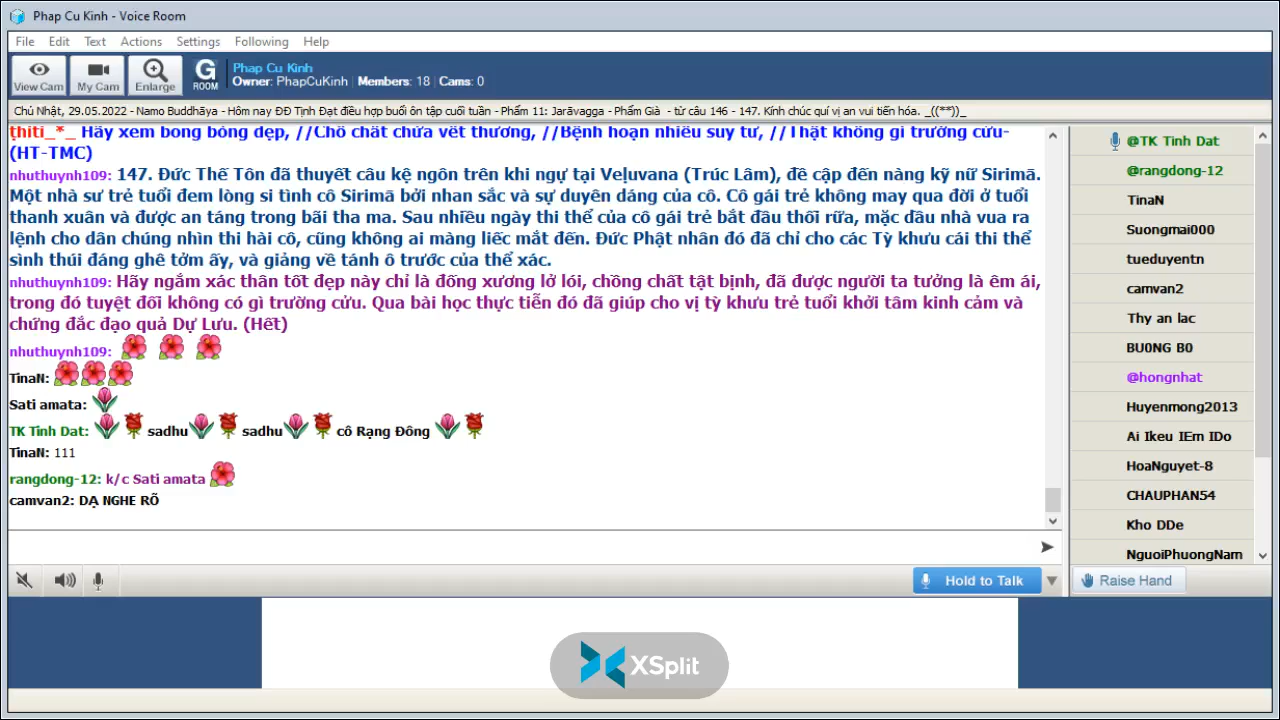 Phap Cu Kinh - Voice Room
File Edit Text Actions Settings Following Help
View Cam
My Cam
Enlarge
G
ROOM
Phap Cu Kinh
Owner: PhapCuKinh | Members: 18 | Cams: 0
Chú Nhật, 29.05.2022 - Namo Buddhāya - Hôm nay ĐĐ Tịnh Đạt điều hợp buổi ôn tập cuối tuần - Phẩm 11: Jarāvagga - Phẩm Già - từ câu 146 - 147. Kính chúc quí vị an vui tiến hóa. _((**))_
ṭhiti_*_ Hãy xem bong bóng đẹp, //Chỗ chất chứa vết thương, //Bệnh hoạn nhiều suy tư, //Thật không gì trường cửu-
(HT-TMC)
nhuthuynh109: 147. Đức Thế Tôn đã thuyết câu kệ ngôn trên khi ngự tại Veḷuvana (Trúc Lâm), đề cập đến nàng kỹ nữ Sirimā.
Một nhà sư trẻ tuổi đem lòng si tình cô Sirimā bởi nhan sắc và sự duyên dáng của cô. Cô gái trẻ không may qua đời ở tuổi
thanh xuân và được an táng trong bãi tha ma. Sau nhiều ngày thi thể của cô gái trẻ bắt đầu thối rữa, mặc dầu nhà vua ra
lệnh cho dân chúng nhìn thi hài cô, cũng không ai màng liếc mắt đến. Đức Phật nhân đó đã chỉ cho các Tỳ khưu cái thi thể
sình thúi đáng ghê tởm ấy, và giảng về tánh ô trước của thể xác.
nhuthuynh109: Hãy ngắm xác thân tốt đẹp này chỉ là đống xương lở lói, chồng chất tật bịnh, đã được người ta tưởng là êm ái,
trong đó tuyệt đối không có gì trường cửu. Qua bài học thực tiễn đó đã giúp cho vị tỳ khưu trẻ tuổi khởi tâm kinh cảm và
chứng đắc đạo quả Dự Lưu. (Hết)
nhuthuynh109:
TinaN:
Sati amata:
TK Tinh Dat: sadhu sadhu cô Rạng Đông
TinaN: 111
rangdong-12: k/c Sati amata
camvan2: DẠ NGHE RÕ
@TK Tinh Dat
@rangdong-12
TinaN
Suongmai000
tueduyentn
camvan2
Thy an lac
BU0NG B0
@hongnhat
Huyenmong2013
Ai Ikeu IEm IDo
HoaNguyet-8
CHAUPHAN54
Kho DDe
NguoiPhuongNam
Hold to Talk
Raise Hand
XSplit